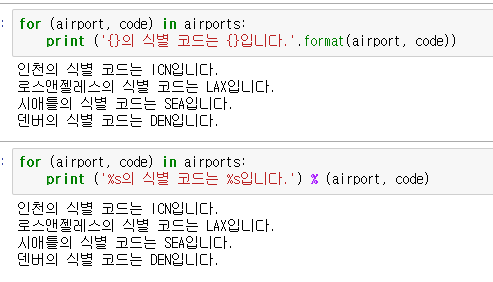 for (airport, code) in airports:
print ('{}의 식별 코드는 {}입니다.'.format(airport, code))
인천의 식별 코드는 ICN입니다.
로스앤젤레스의 식별 코드는 LAX입니다.
시애틀의 식별 코드는 SEA입니다.
덴버의 식별 코드는 DEN입니다.
for (airport, code) in airports:
print ('%s의 식별 코드는 %s입니다.') % (airport, code)
인천의 식별 코드는 ICN입니다.
로스앤젤레스의 식별 코드는 LAX입니다.
시애틀의 식별 코드는 SEA입니다.
덴버의 식별 코드는 DEN입니다.